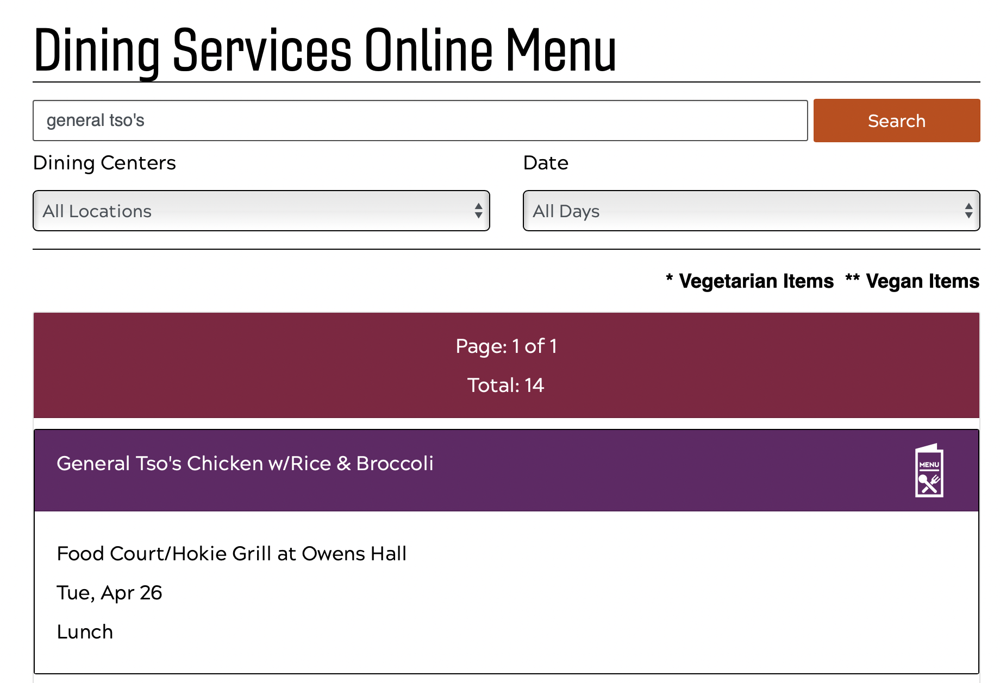 Dining Services Online Menu
general tso's
Search
Dining Centers
Date
All Locations
All Days
* Vegetarian Items ** Vegan Items
Page: 1 of 1
Total: 14
General Tso's Chicken w/Rice & Broccoli
MENU
Food Court/Hokie Grill at Owens Hall
Tue, Apr 26
Lunch